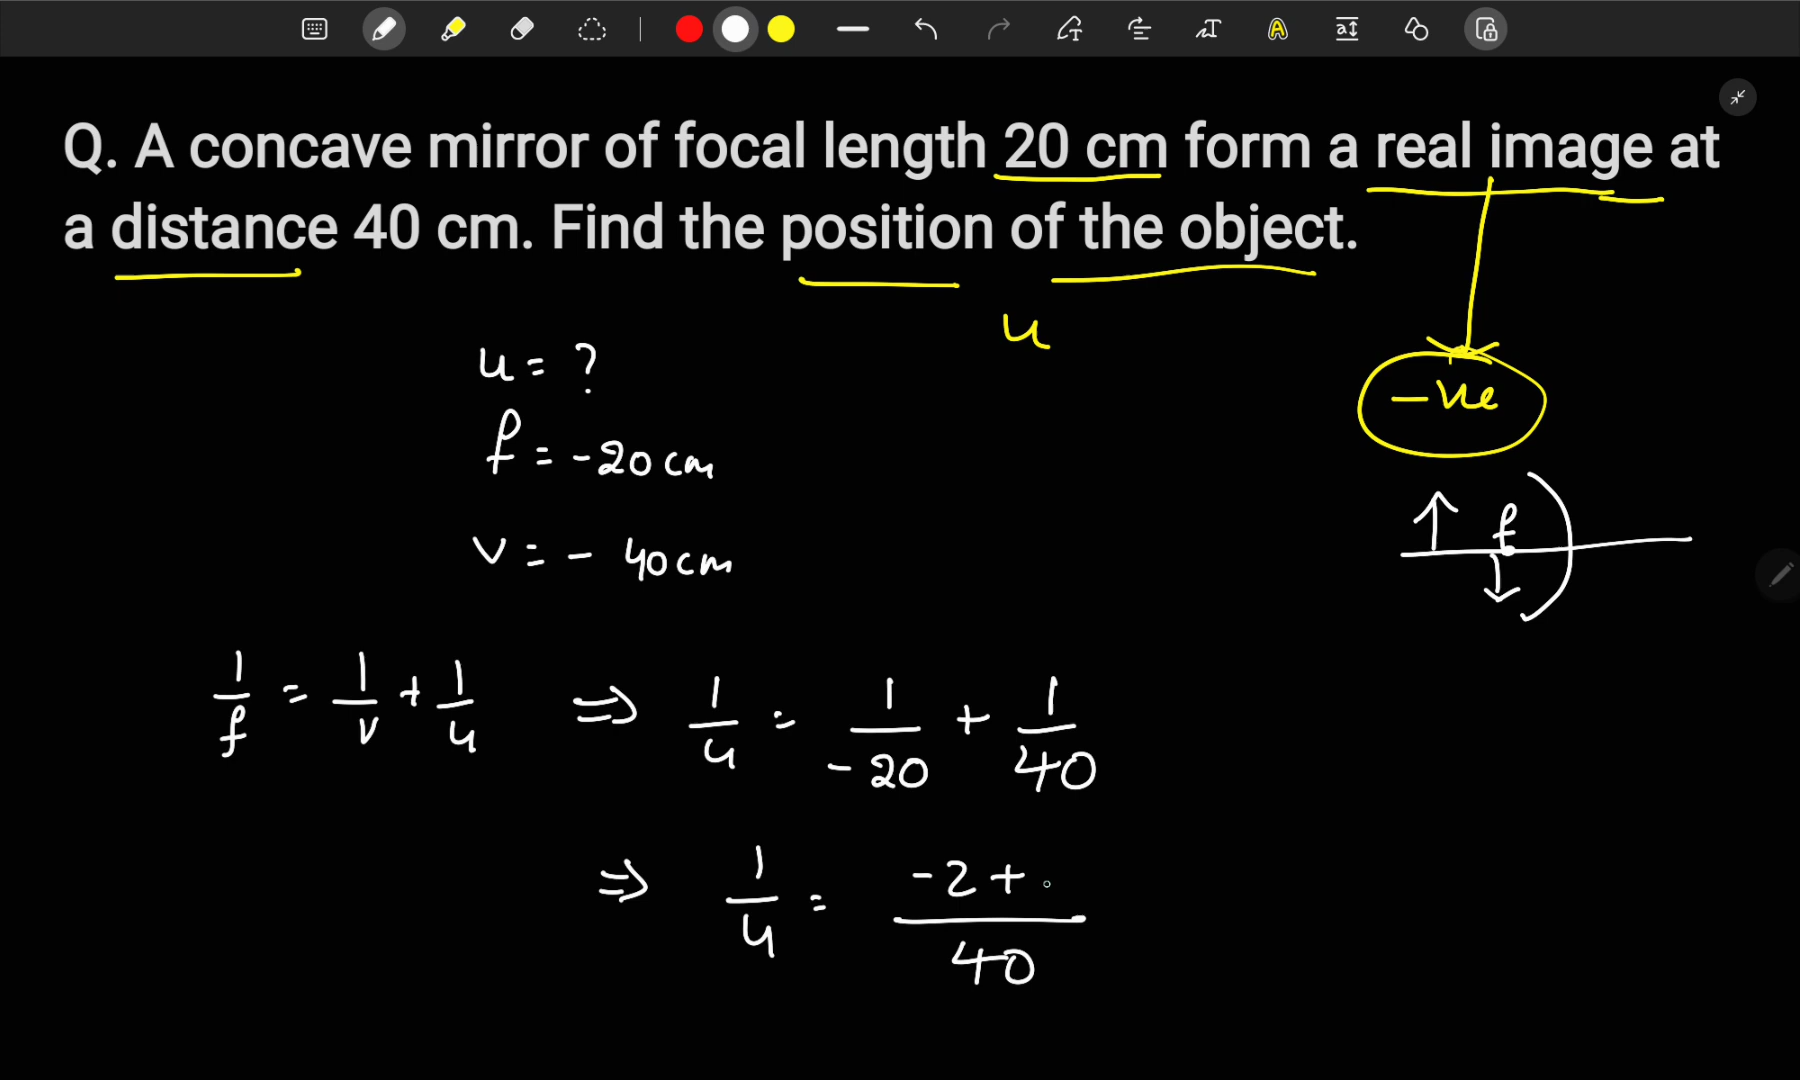 Q. A concave mirror of focal length 20 cm form a real image at
a distance 40 cm. Find the position of the object.
u
u = ?
-ve
f = -20 cm
f
v = - 40 cm
1/f = 1/v + 1/u ⇒ 1/u = 1/-20 + 1/40
⇒ 1/u = -2+/40